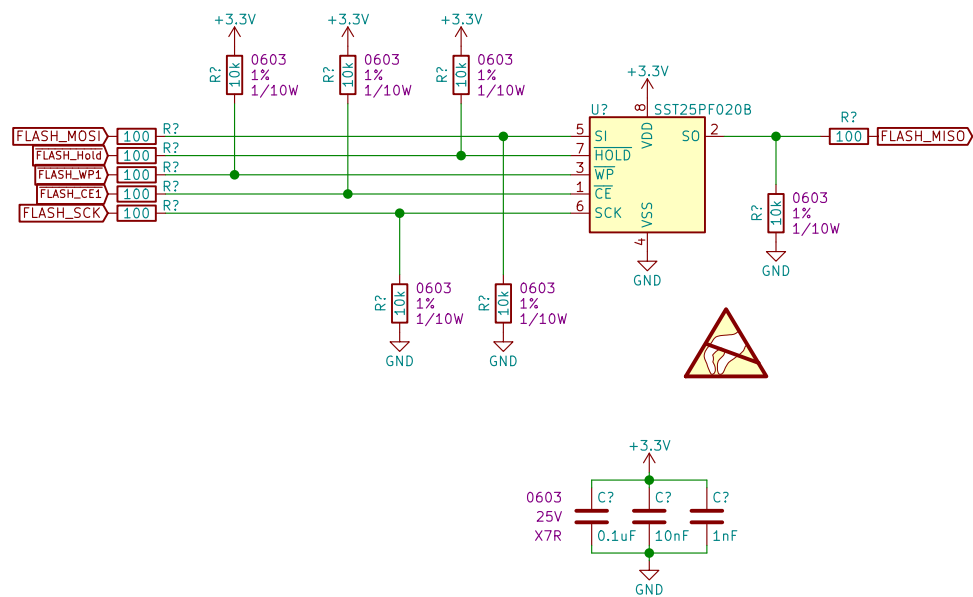 +3.3V +3.3V +3.3V
R? 10k 0603 1% 1/10W
R? 10k 0603 1% 1/10W
R? 10k 0603 1% 1/10W
+3.3V
U? SST25PF020B
8 VDD
FLASH_MOSI 100 R? 5 SI
FLASH_Hold 100 R? 7 HOLD
FLASH_WP1 100 R? 3 WP
FLASH_CE1 100 R? 1 CE
FLASH_SCK 100 R? 6 SCK
VSS 4
GND
SO 2
R?
100 FLASH_MISO
R? 10k 0603 1% 1/10W
GND
R? 10k 0603 1% 1/10W
GND
R? 10k 0603 1% 1/10W
GND
+3.3V
0603
25V
X7R
C? C? C?
0.1uF 10nF 1nF
GND